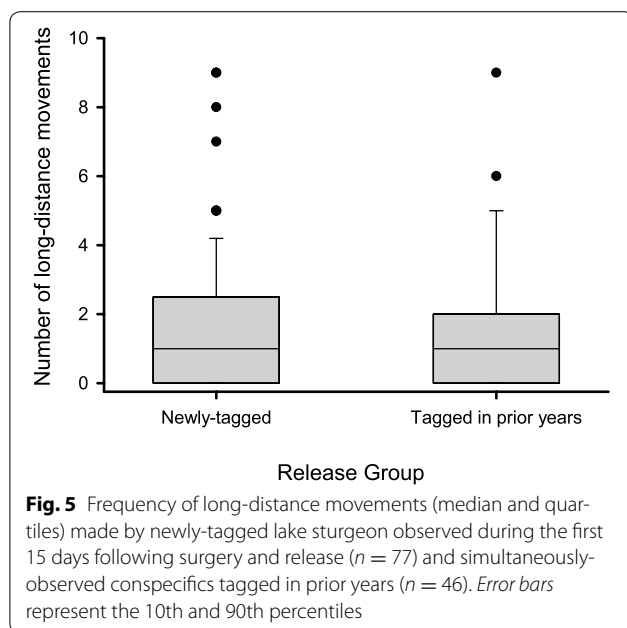 Number of long-distance movements
10
8
6
4
2
0
Newly-tagged
Tagged in prior years
Release Group
Fig. 5 Frequency of long-distance movements (median and quar-
tiles) made by newly-tagged lake sturgeon observed during the first
15 days following surgery and release (n = 77) and simultaneously-
observed conspecifics tagged in prior years (n = 46). Error bars
represent the 10th and 90th percentiles